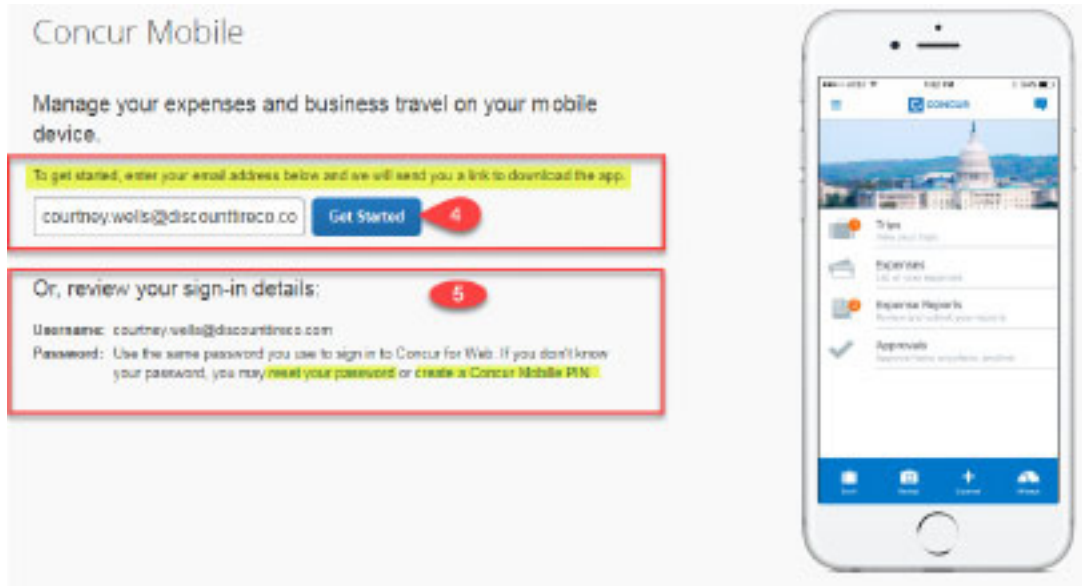 Concur Mobile
Manage your expenses and business travel on your mobile
device.
To get started, enter your email address below and we will send you a link to download the app.
courtney.wells@discounttireco.co
Get Started
4
Or, review your sign-in details:
5
Username: courtney.wells@discounttireco.com
Password: Use the same password you use to sign in to Concur for Web. If you don't know
your password, you may reset your password or create a Concur Mobile PIN
CONCUR
Trips
Expenses
Expense Reports
Approvals